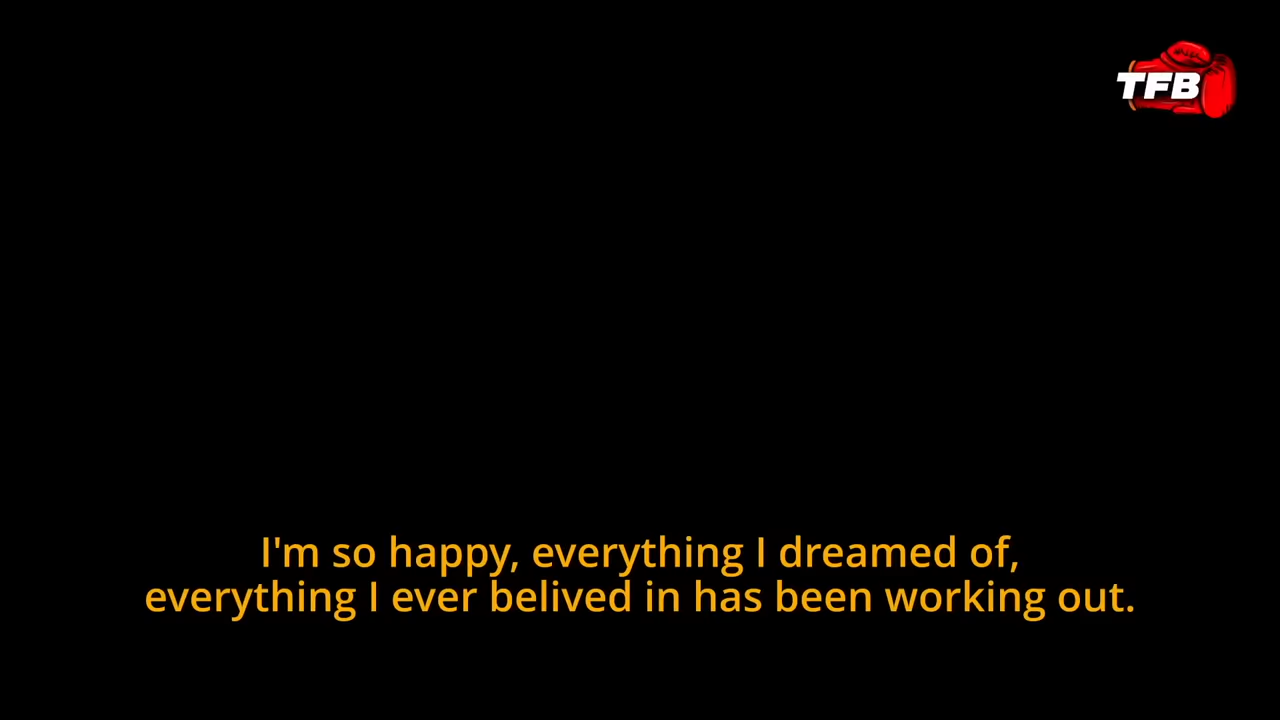 TFB
I'm so happy, everything I dreamed of,
everything I ever belived in has been working out.